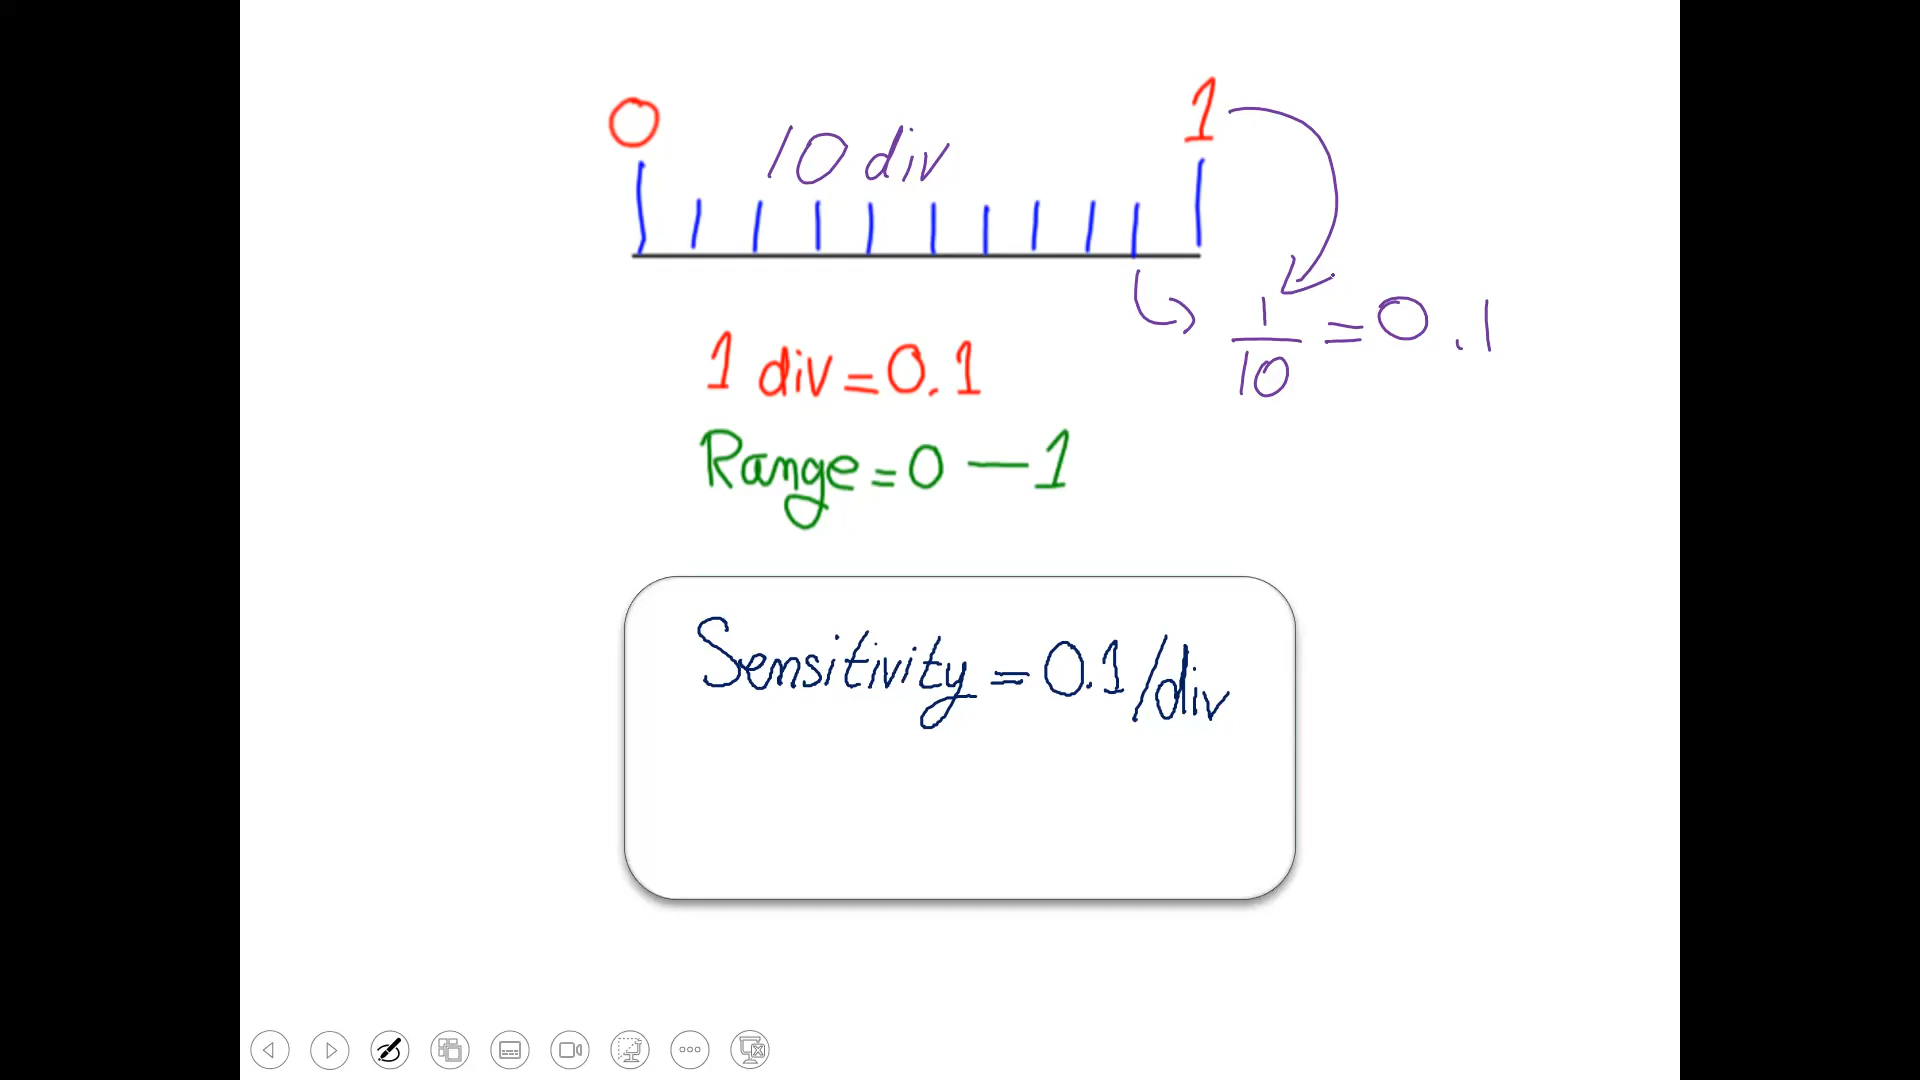 0 1
10 div
1/10 = 0.1
1 div = 0.1
Range = 0 — 1
Sensitivity = 0.1/div